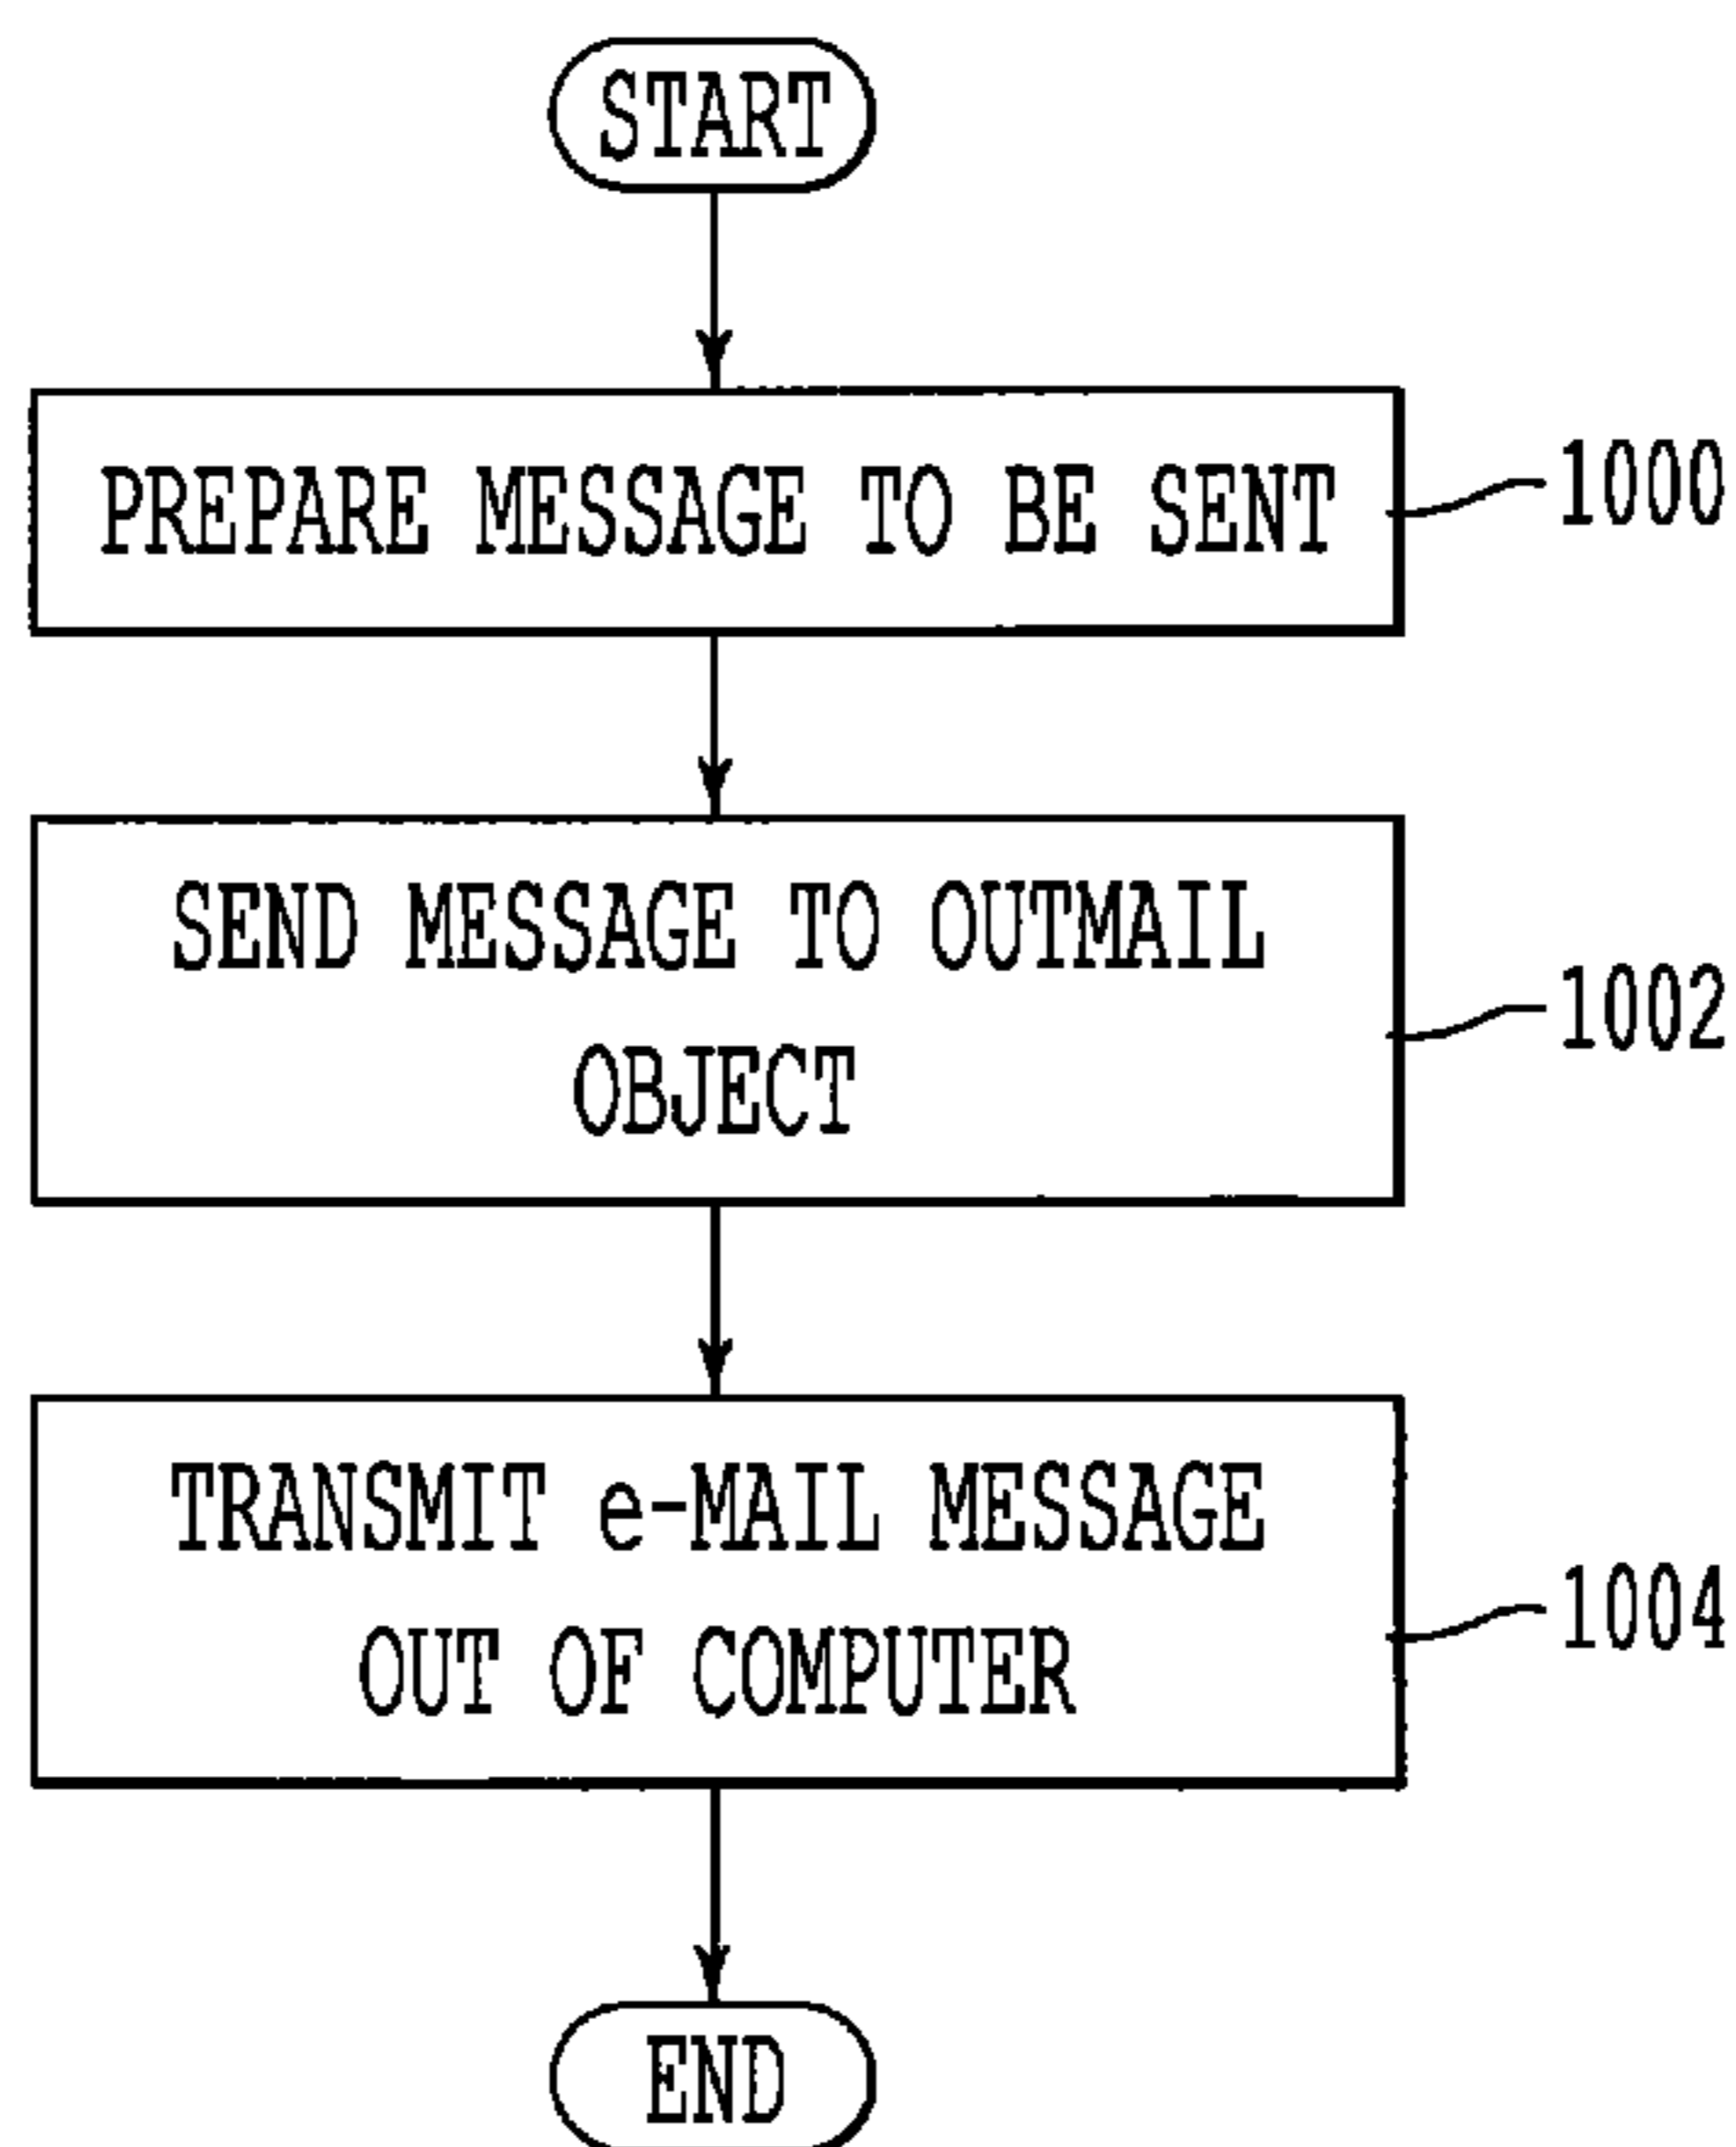 START
PREPARE MESSAGE TO BE SENT
1000
SEND MESSAGE TO OUTMAIL
OBJECT
1002
TRANSMIT e-MAIL MESSAGE
OUT OF COMPUTER
1004
END